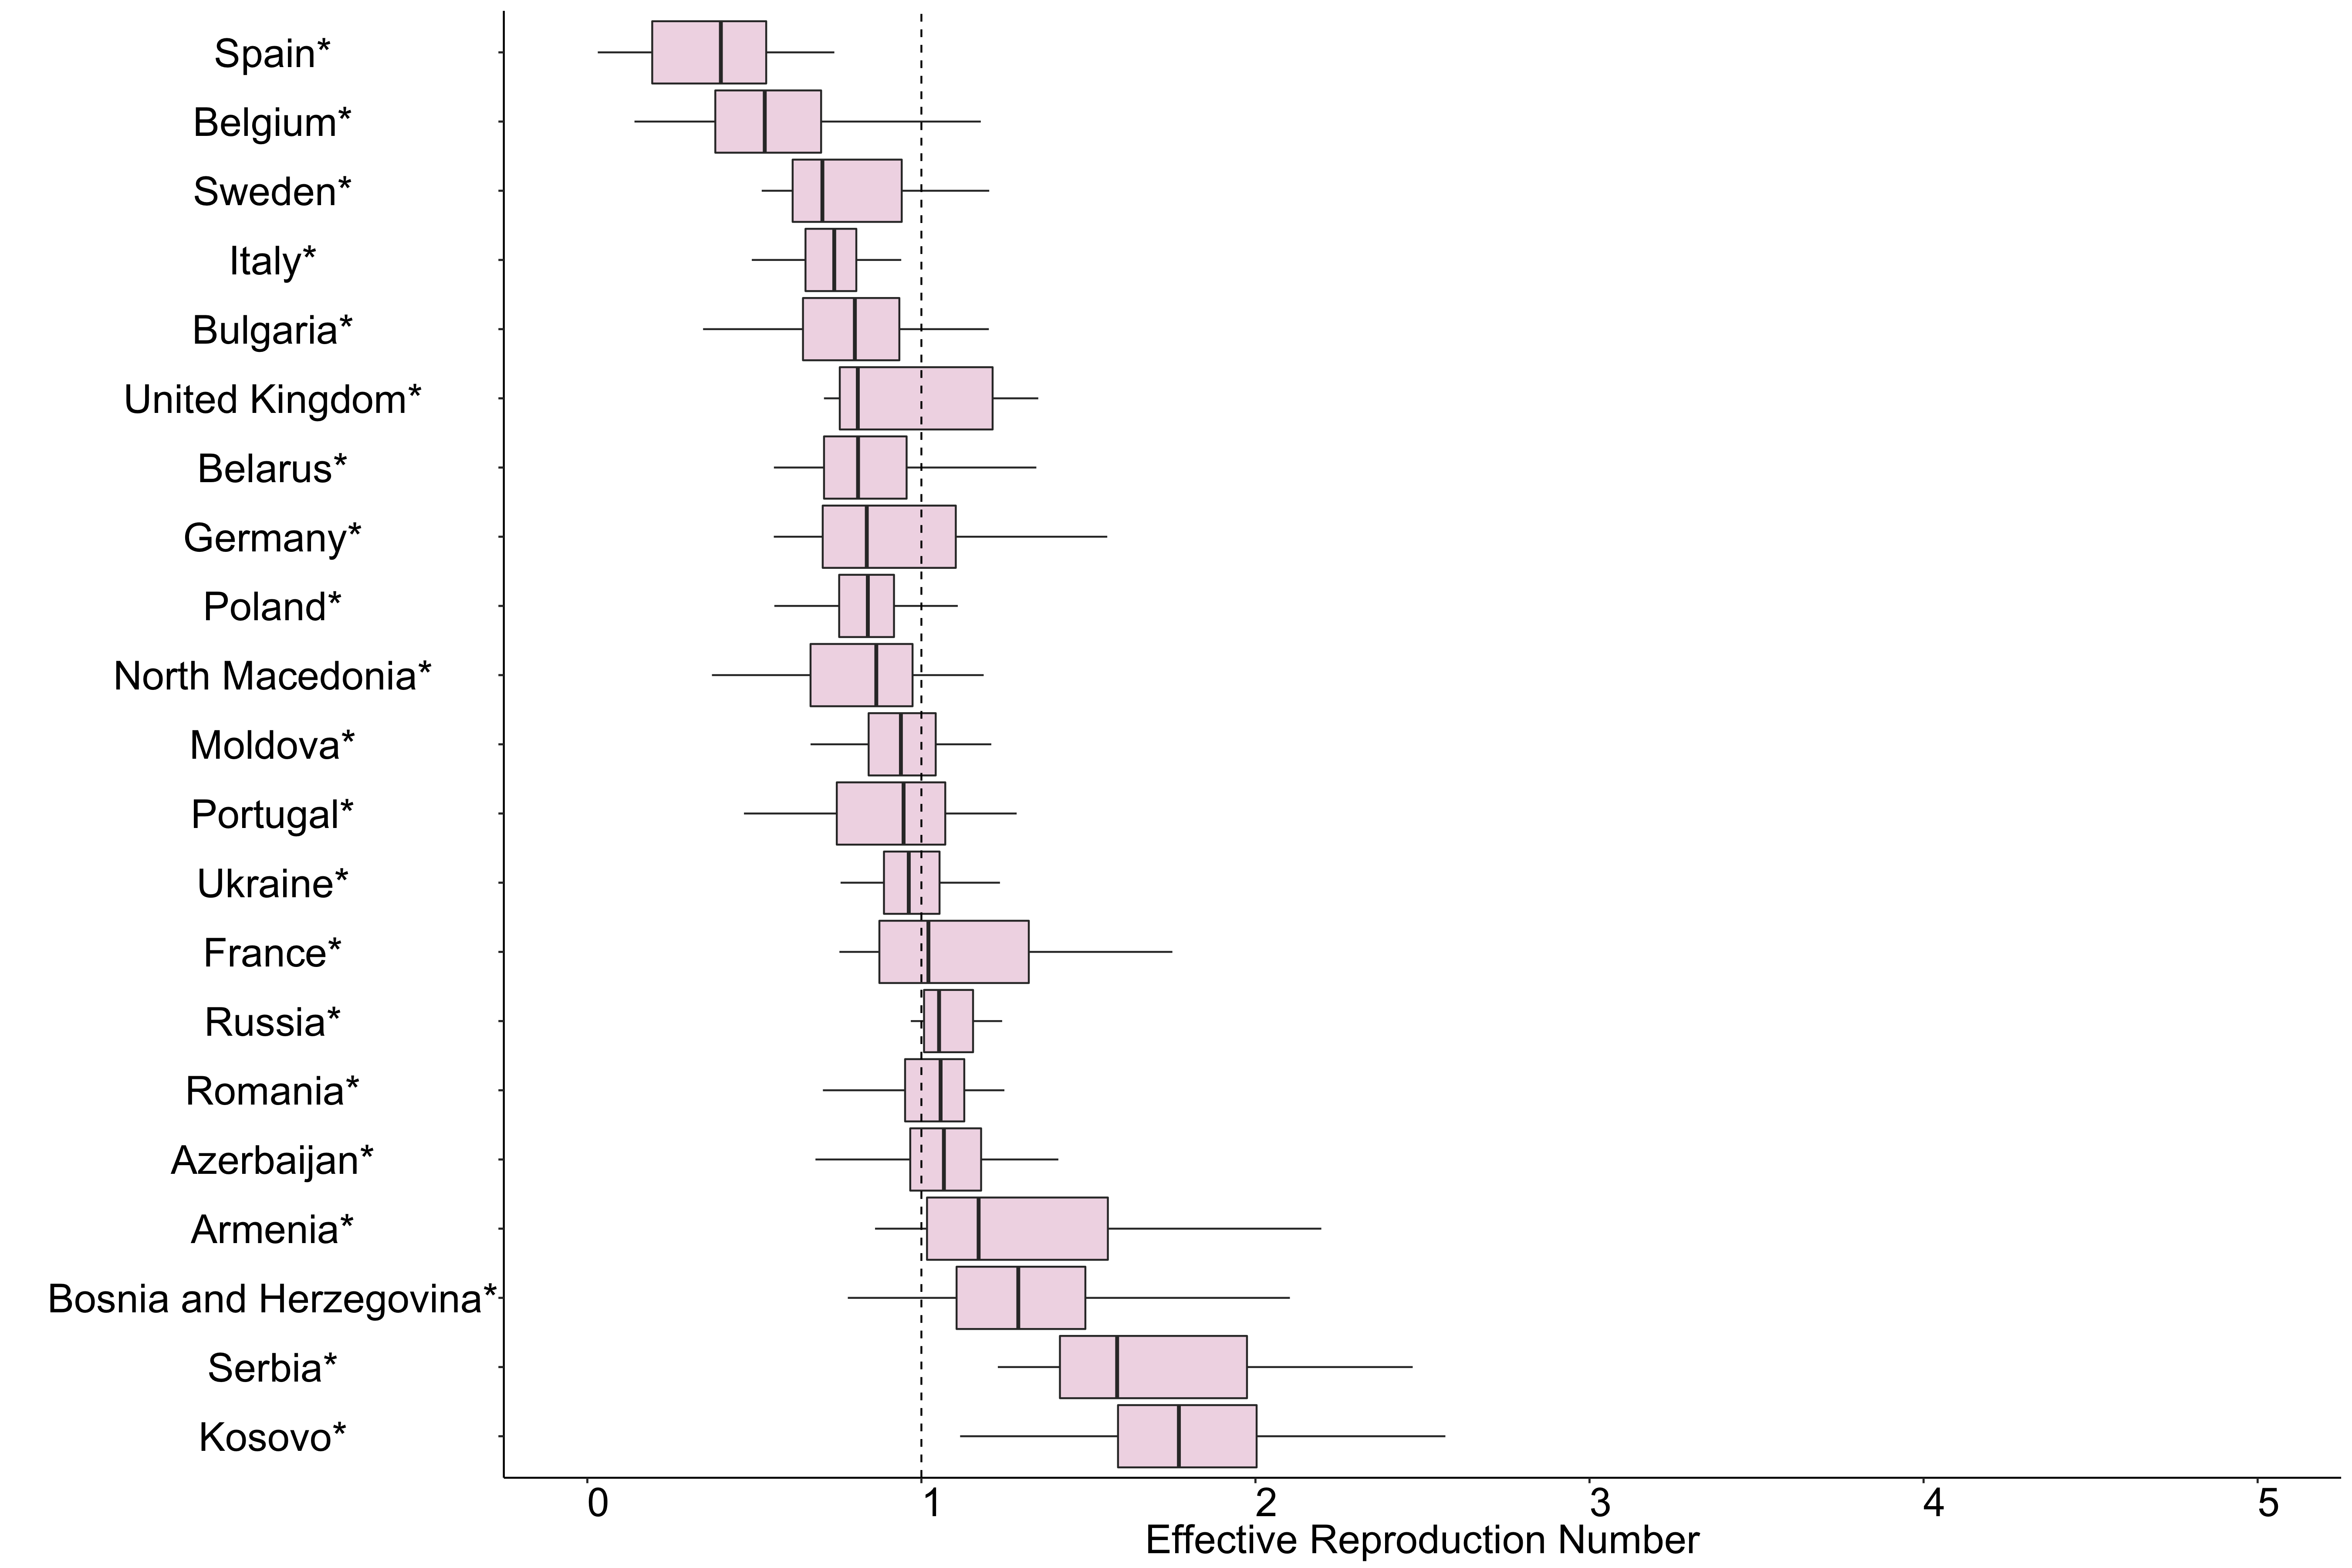 Spain*
Belgium*
Sweden*
Italy*
Bulgaria*
United Kingdom*
Belarus*
Germany*
Poland*
North Macedonia*
Moldova*
Portugal*
Ukraine*
France*
Russia*
Romania*
Azerbaijan*
Armenia*
Bosnia and Herzegovina*
Serbia*
Kosovo*
0 1 2 3 4 5
Effective Reproduction Number